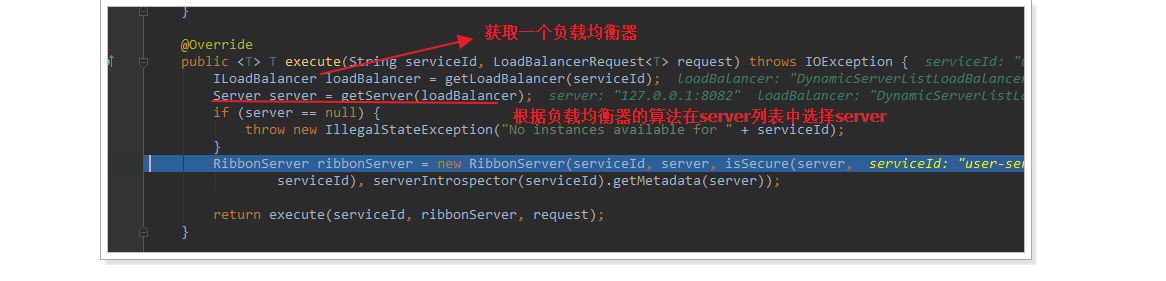 }
获取一个负载均衡器
@Override
public <T> T execute(String serviceId, LoadBalancerRequest<T> request) throws IOException { serviceId: "u
ILoadBalancer loadBalancer = getLoadBalancer(serviceId); loadBalancer: "DynamicServerListLoadBalancer
Server server = getServer(loadBalancer); server: "127.0.0.1:8082" loadBalancer: "DynamicServerListLo
if (server == null) {
根据负载均衡器的算法在server列表中选择server
throw new IllegalStateException("No instances available for " + serviceId);
}
RibbonServer ribbonServer = new RibbonServer(serviceId, server, isSecure(server, serviceId: "user-se
serviceId), serverIntrospector(serviceId).getMetadata(server));
return execute(serviceId, ribbonServer, request);
}